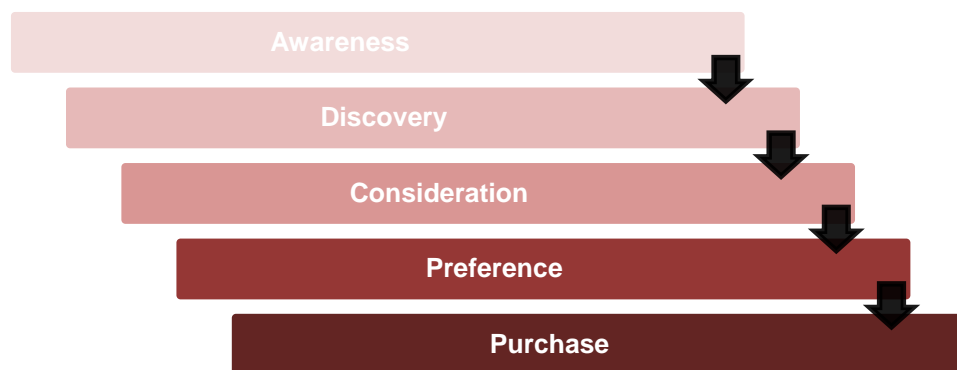 Awareness
Discovery
Consideration
Preference
Purchase